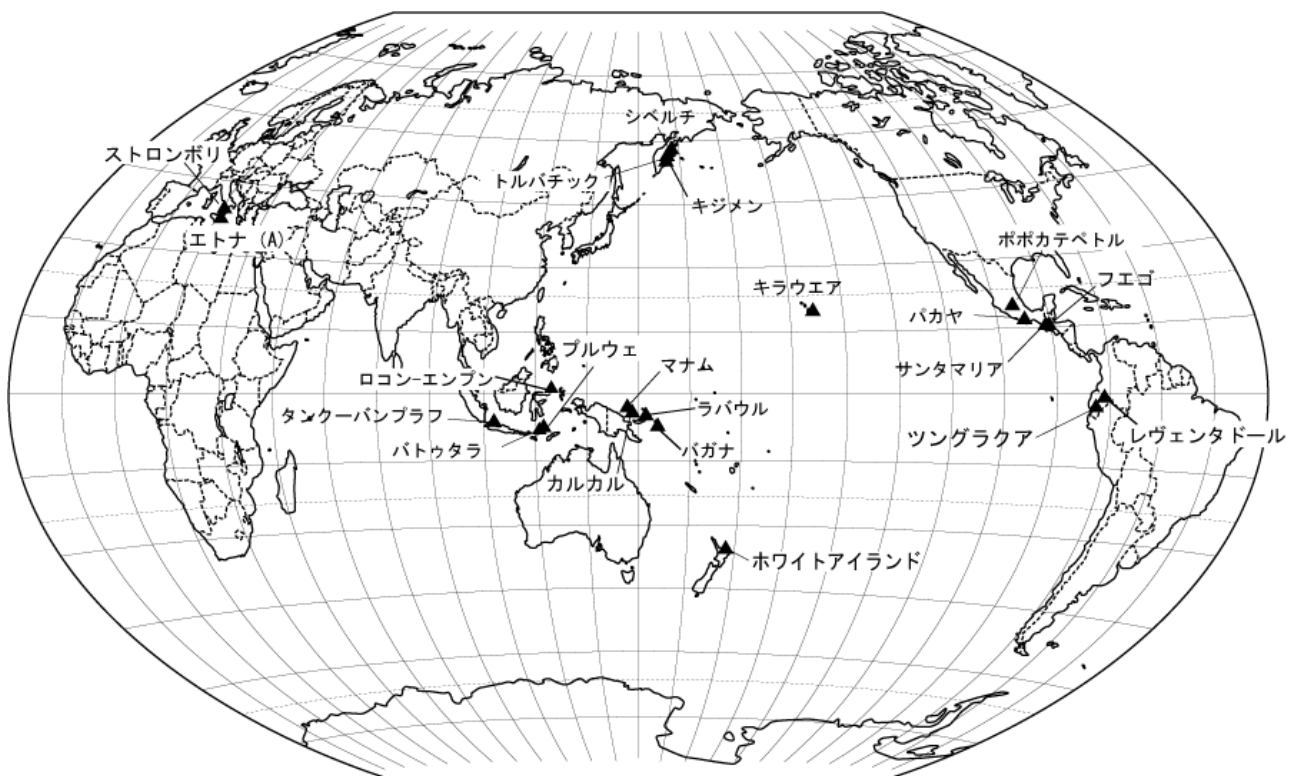 シベルチ
ストロンボリ
トルバチック
キジメン
エトナ (A)
ポポカテペトル
フエゴ
キラウエア
パカヤ
サンタマリア
プルウェ
マナム
ロコン-エンプン
タンクーバンプラフ
ラバウル
バトゥタラ
バガナ
ツングラクア
レヴェンタドール
カルカル
ホワイトアイランド